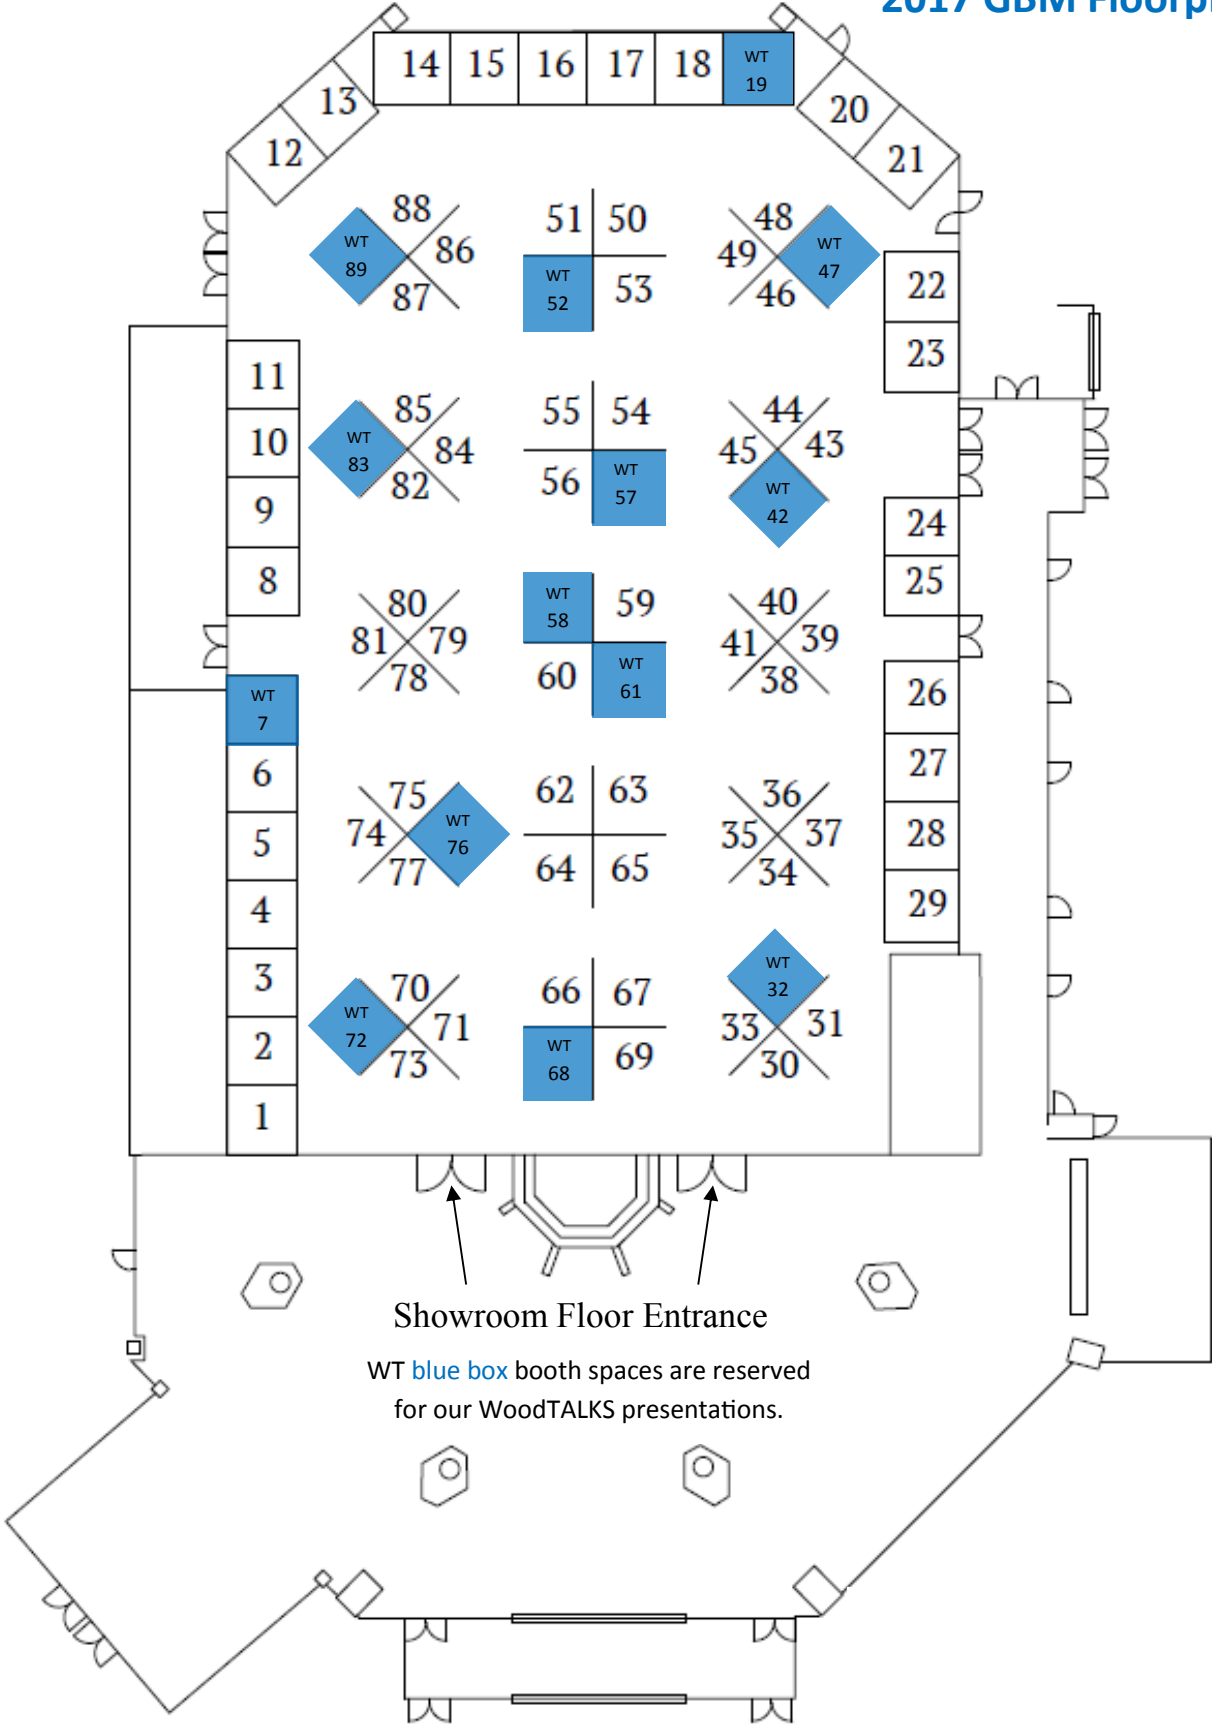 2017 GBM Floorpl
14 15 16 17 18 WT
19
13 20
12 21
88 51 50 48
WT
89 86 49 WT
47
87 WT
52 53 46 22
23
11 85 55 54 44
10 WT
83 84 45 43
82 56 WT
57 WT
42
9 24
8 25
80 WT
58 59 40
81 79 41 39
78 60 WT
61 38 26
WT
7
6 75 62 63 36 27
5 74 WT
76 35 37 28
77 64 65 34
4 29
3 70 66 67 WT
32
2 WT
72 71 33 31
73 WT
68 69 30
1
Showroom Floor Entrance
WT blue box booth spaces are reserved
for our WoodTALKS presentations.